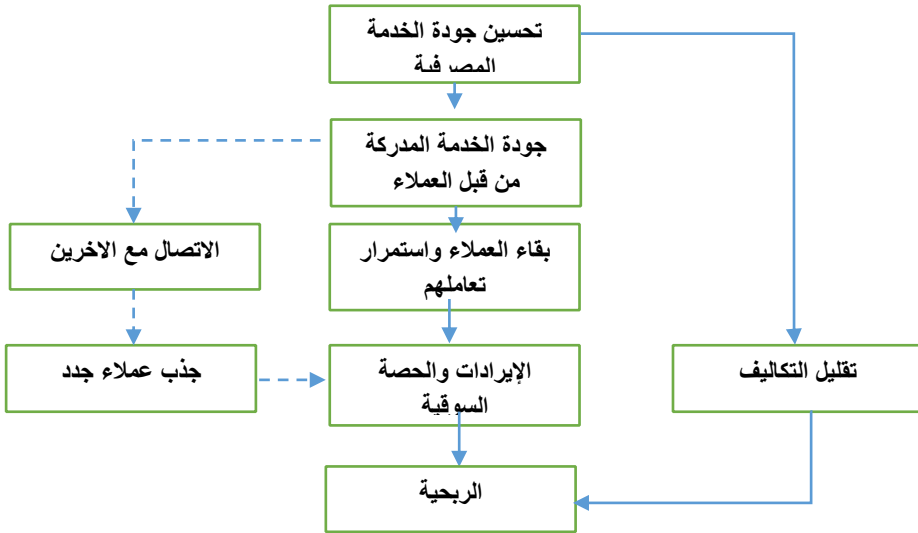 تحسين جودة الخدمة
المصرفية
جودة الخدمة المدركة
من قبل العملاء
الاتصال مع الاخرين
بقاء العملاء واستمرار
تعاملهم
جذب عملاء جدد
الإيرادات والحصة
السوقية
تقليل التكاليف
الربحية